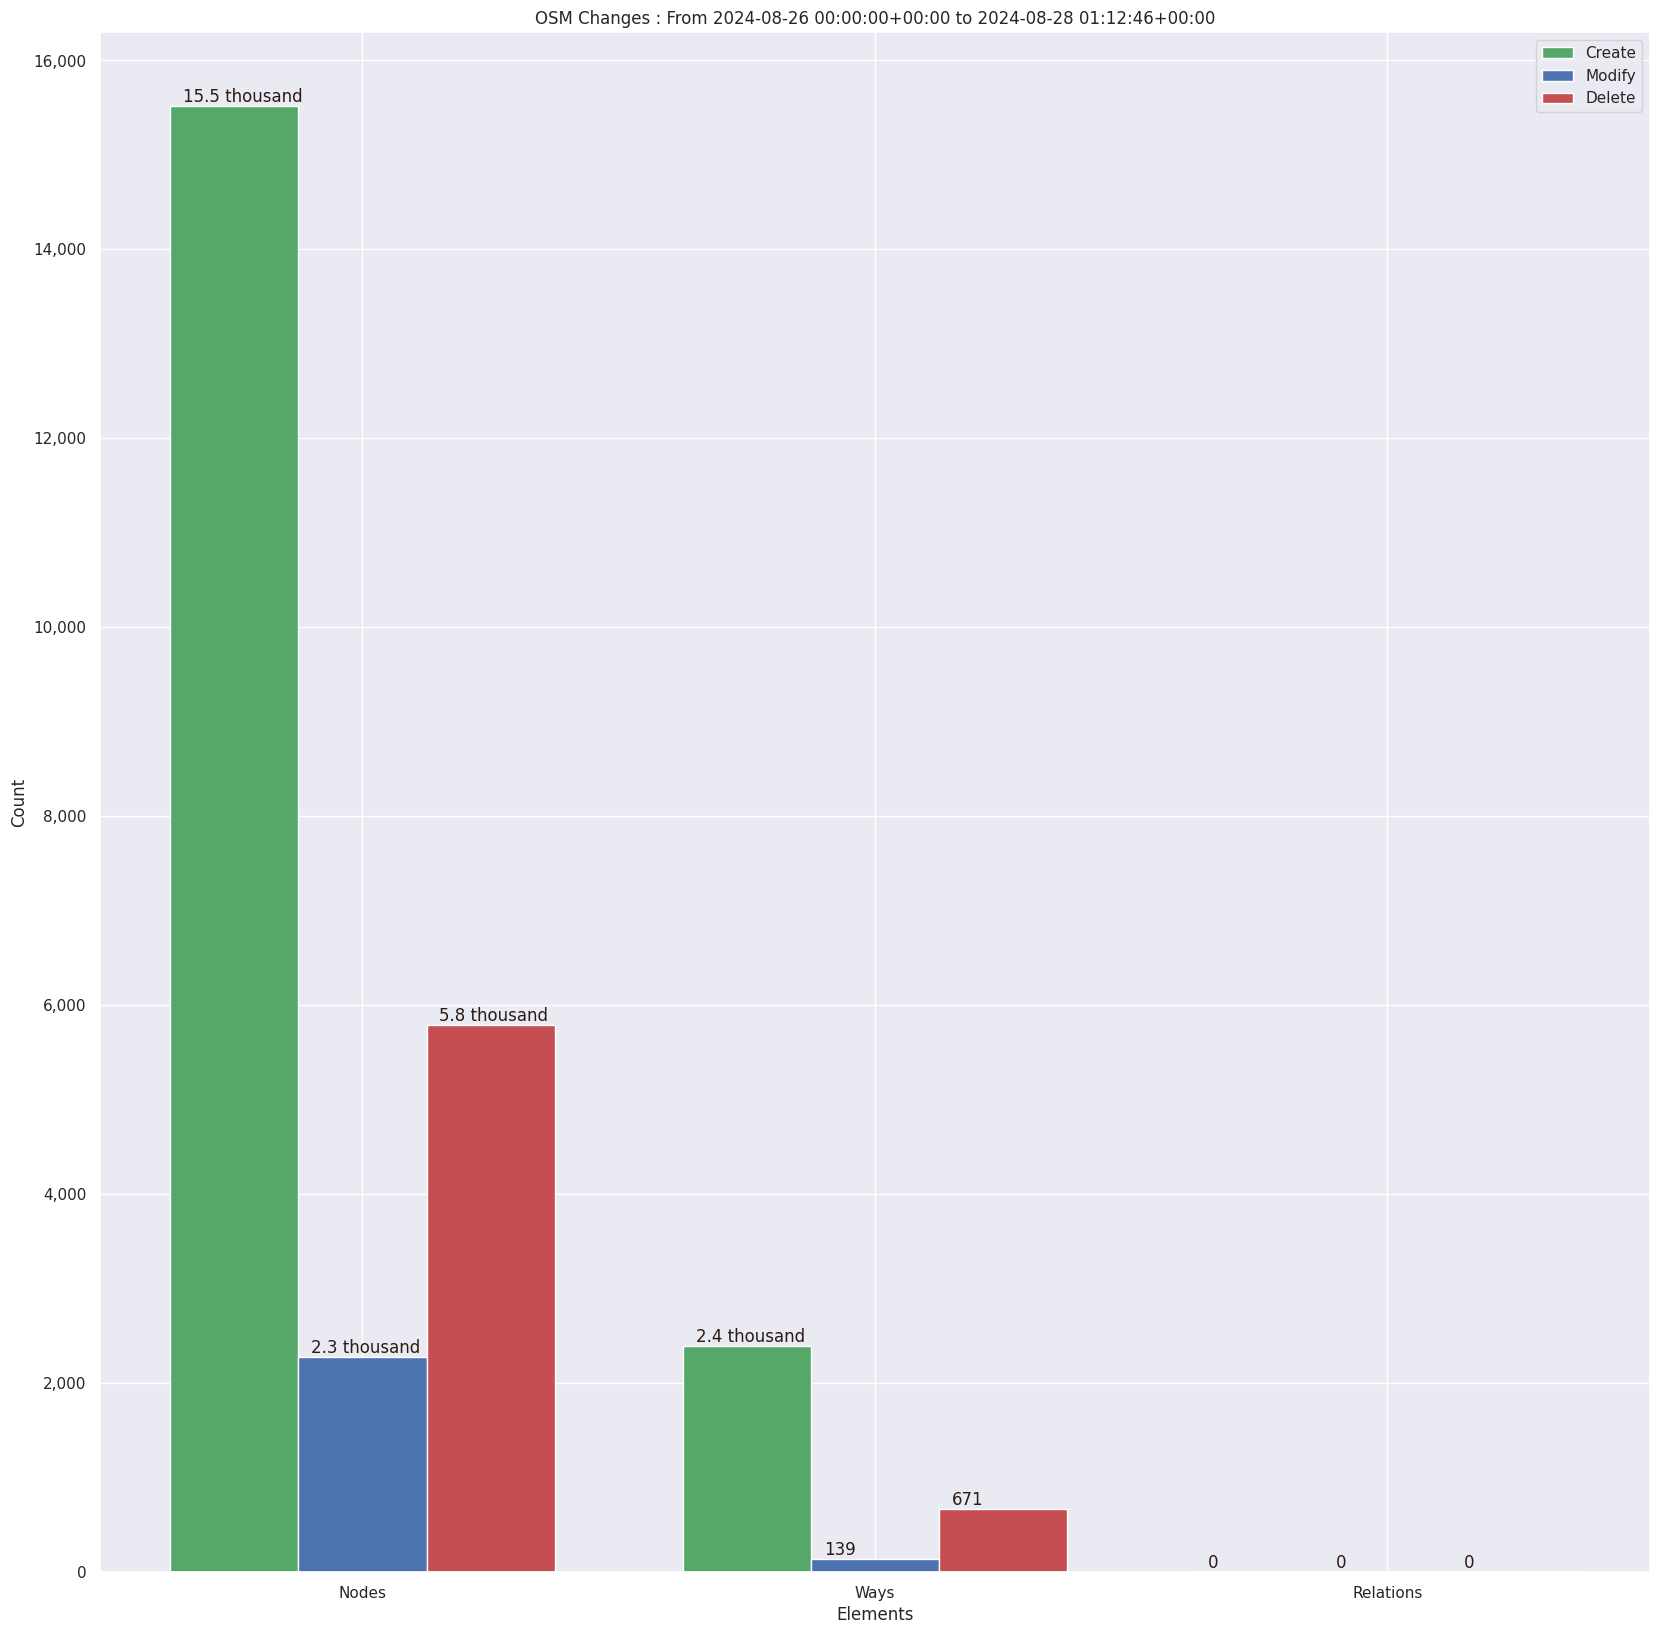 OSM Changes : From 2024-08-26 00:00:00+00:00 to 2024-08-28 01:12:46+00:00
Create
Modify
Delete
Count
16,000
14,000
12,000
10,000
8,000
6,000
4,000
2,000
0
15.5 thousand
2.3 thousand
5.8 thousand
2.4 thousand
139
671
0
0
0
Nodes
Ways
Relations
Elements